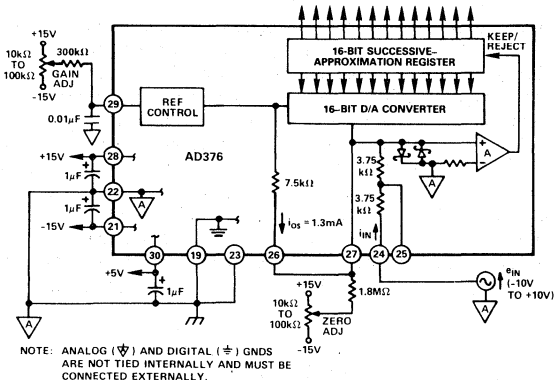 +15V
10kΩ
TO
100kΩ
-15V
300kΩ
GAIN
ADJ
0.01μF
29
REF
CONTROL
16-BIT SUCCESSIVE-
APPROXIMATION REGISTER
KEEP/
REJECT
16-BIT D/A CONVERTER
AD376
+15V
28
+
1μF
22
A
+
1μF
-15V
21
7.5kΩ
iOS = 1.3mA
3.75
kΩ
3.75
kΩ
iIN
+
-
A
A
30
19
23
26
27
24
25
+5V
+
1μF
A
+15V
10kΩ
TO
100kΩ
-15V
ZERO
ADJ
1.8MΩ
eIN
(-10V
TO +10V)
A
NOTE: ANALOG (A) AND DIGITAL (⏚) GNDS
ARE NOT TIED INTERNALLY AND MUST BE
CONNECTED EXTERNALLY.